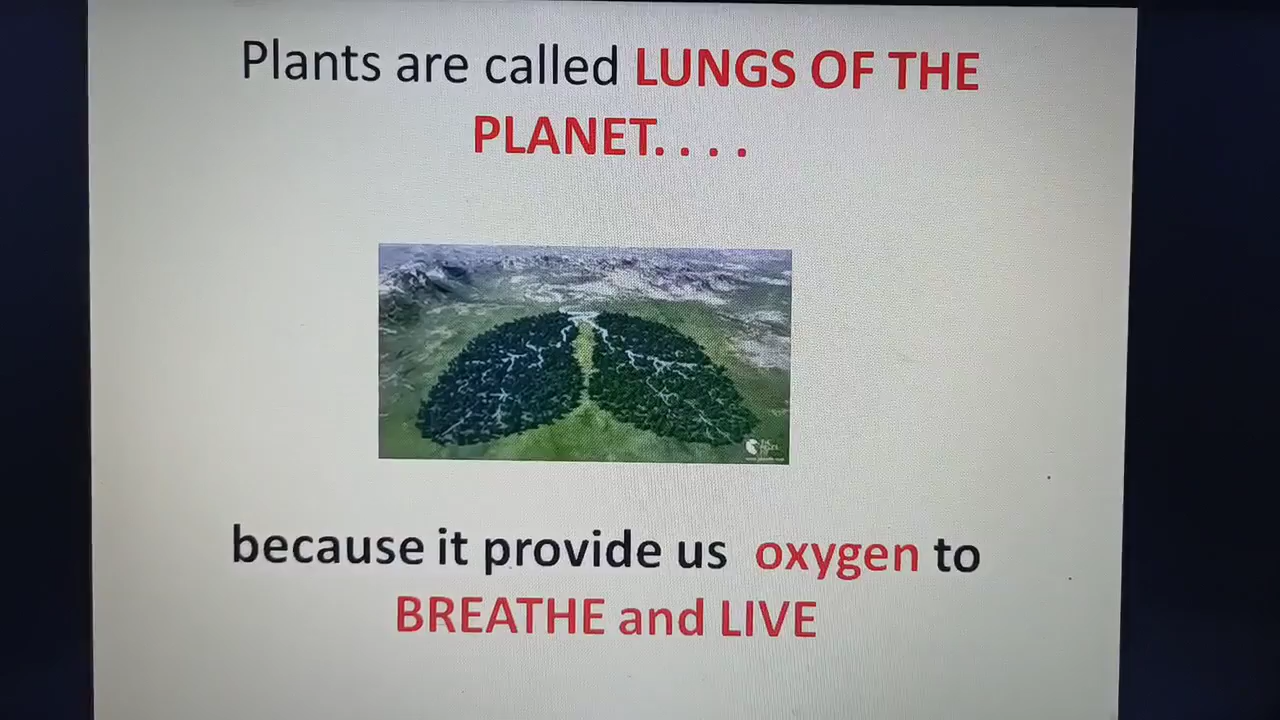 Plants are called LUNGS OF THE
PLANET. . . .
because it provide us oxygen to
BREATHE and LIVE